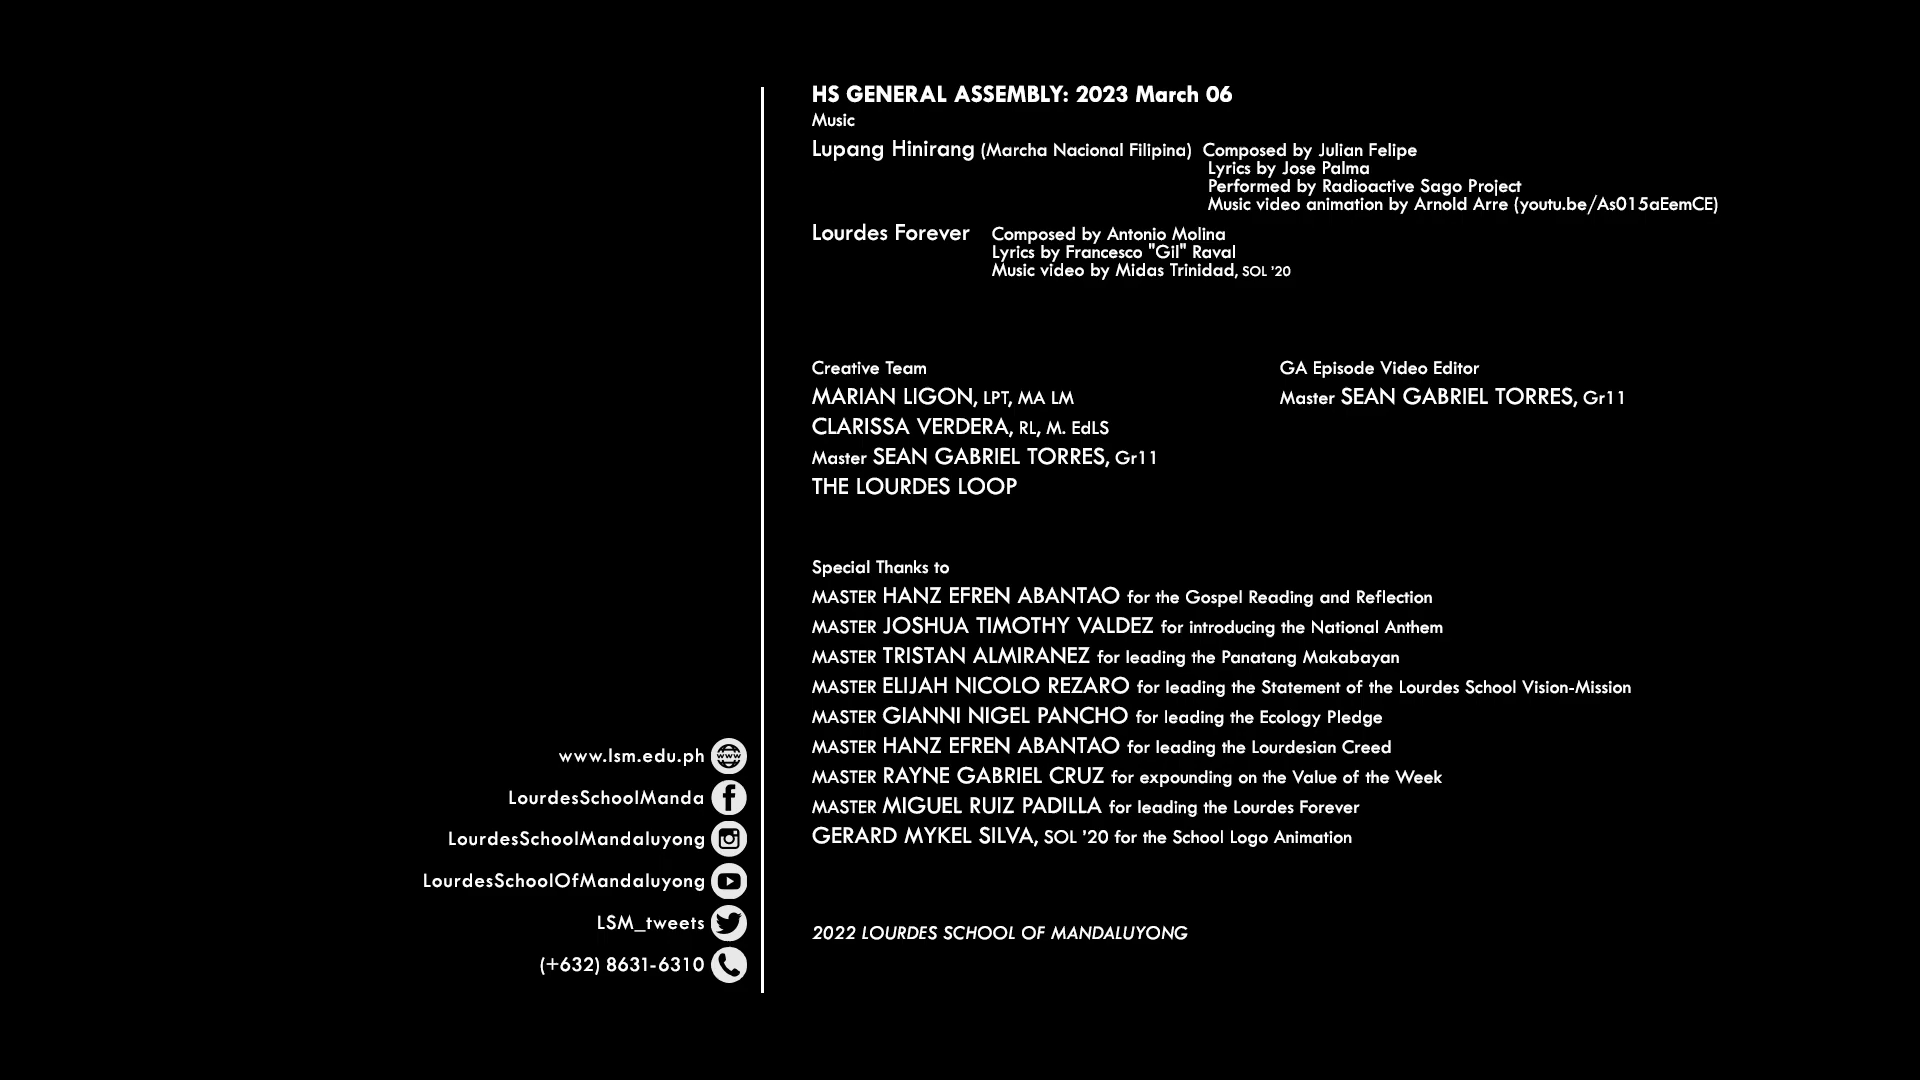 HS GENERAL ASSEMBLY: 2023 March 06
Music
Lupang Hinirang (Marcha Nacional Filipina) Composed by Julian Felipe
Lyrics by Jose Palma
Performed by Radioactive Sago Project
Music video animation by Arnold Arre (youtu.be/As015aEemCE)
Lourdes Forever Composed by Antonio Molina
Lyrics by Francesco "Gil" Raval
Music video by Midas Trinidad, SOL '20
Creative Team
MARIAN LIGON, LPT, MA LM
CLARISSA VERDERA, RL, M. EdLS
Master SEAN GABRIEL TORRES, Gr11
THE LOURDES LOOP
GA Episode Video Editor
Master SEAN GABRIEL TORRES, Gr11
Special Thanks to
MASTER HANZ EFREN ABANTAO for the Gospel Reading and Reflection
MASTER JOSHUA TIMOTHY VALDEZ for introducing the National Anthem
MASTER TRISTAN ALMIRANEZ for leading the Panatang Makabayan
MASTER ELIJAH NICOLO REZARO for leading the Statement of the Lourdes School Vision-Mission
MASTER GIANNI NIGEL PANCHO for leading the Ecology Pledge
MASTER HANZ EFREN ABANTAO for leading the Lourdesian Creed
MASTER RAYNE GABRIEL CRUZ for expounding on the Value of the Week
MASTER MIGUEL RUIZ PADILLA for leading the Lourdes Forever
GERARD MYKEL SILVA, SOL '20 for the School Logo Animation
2022 LOURDES SCHOOL OF MANDALUYONG
www.lsm.edu.ph
LourdesSchoolManda
LourdesSchoolMandaluyong
LourdesSchoolOfMandaluyong
LSM_tweets
(+632) 8631-6310